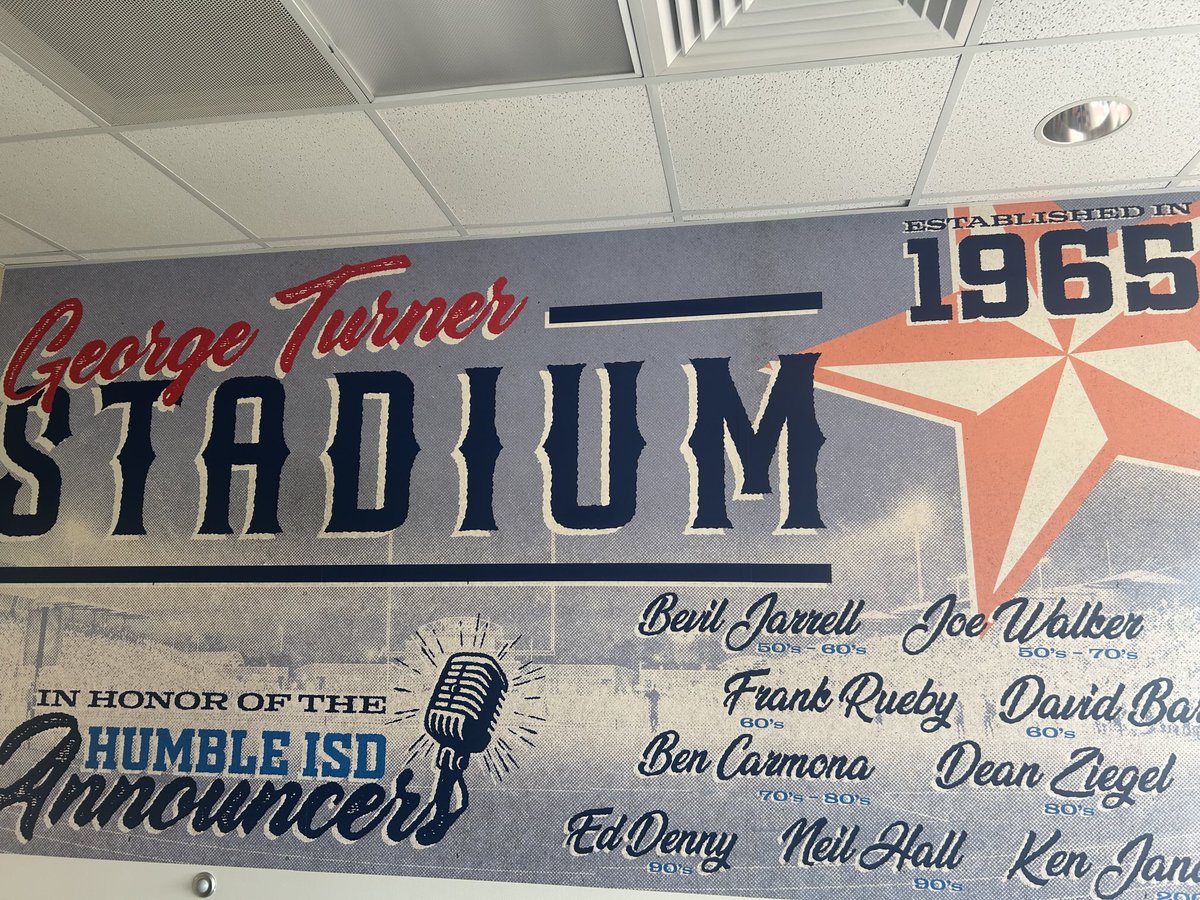 ESTABLISHED IN
1965
George Turner
STADIUM
IN HONOR OF THE
HUMBLE ISD
Announcers
Bevil Jarrell
50's - 60's
Joe Walker
50's - 70's
Frank Rueby
60's
David
60's
Ben Carmona
70's - 80's
Dean Ziegel
80's
Ed Denny
90's
Neil Hall
90's
Ken